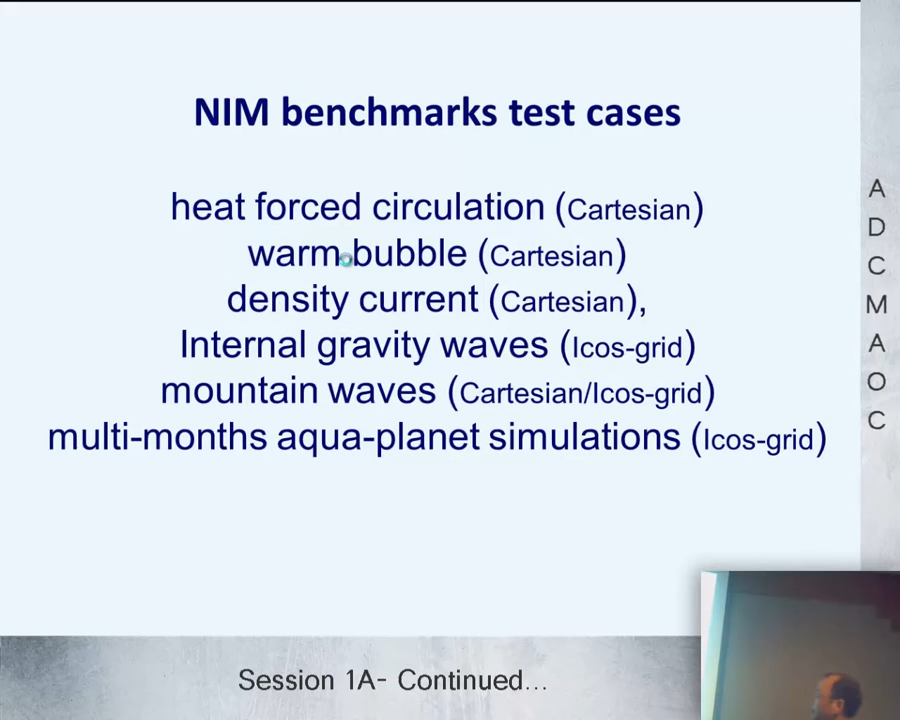 NIM benchmarks test cases
heat forced circulation (Cartesian)
warm bubble (Cartesian)
density current (Cartesian),
Internal gravity waves (Icos-grid)
mountain waves (Cartesian/Icos-grid)
multi-months aqua-planet simulations (Icos-grid)
A
D
C
M
A
O
C
Session 1A- Continued...